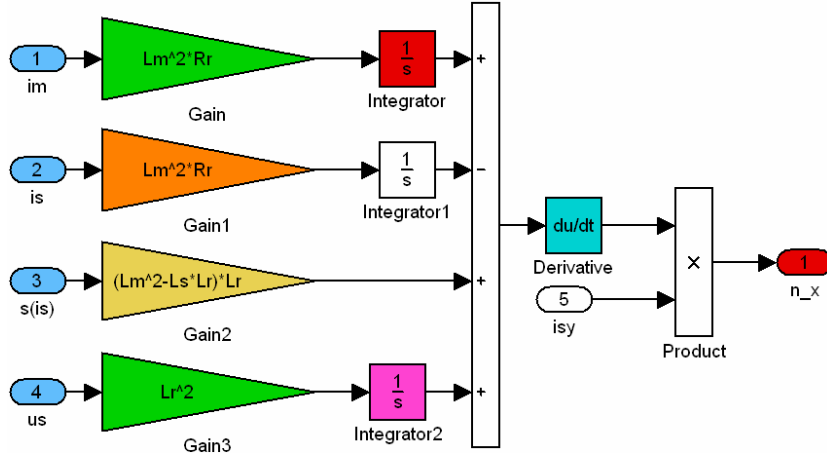 1
im
Lm^2*Rr
Gain
1
s
Integrator
+
2
is
Lm^2*Rr
Gain1
1
s
Integrator1
−
3
s(is)
(Lm^2-Ls*Lr)*Lr
Gain2
+
4
us
Lr^2
Gain3
1
s
Integrator2
+
du/dt
Derivative
5
isy
×
Product
1
n_x